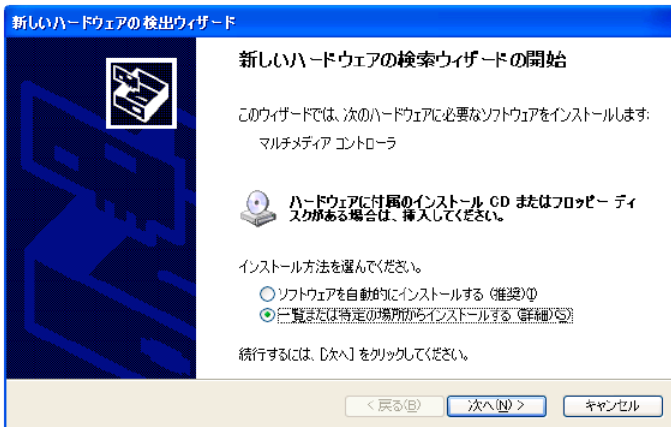 新しいハードウェアの検出ウィザード
新しいハードウェアの検索ウィザードの開始
このウィザードでは、次のハードウェアに必要なソフトウェアをインストールします:
マルチメディア コントローラ
ハードウェアに付属のインストール CD またはフロッピー ディ
スクがある場合は、挿入してください。
インストール方法を選んでください。
ソフトウェアを自動的にインストールする (推奨)(I)
一覧または特定の場所からインストールする (詳細)(S)
続行するには、[次へ] をクリックしてください。
< 戻る(B) 次へ(N) > キャンセル